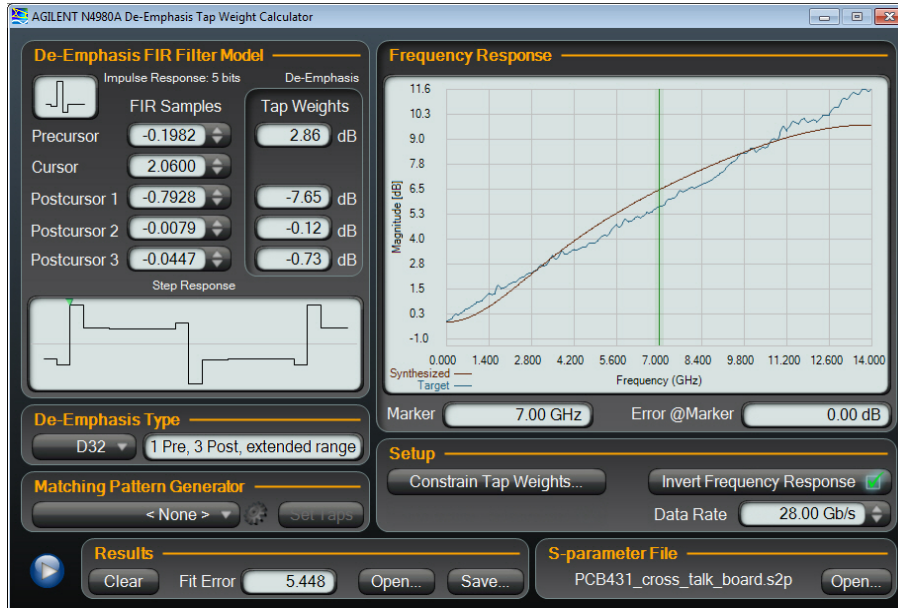 AGILENT N4980A De-Emphasis Tap Weight Calculator
De-Emphasis FIR Filter Model
Impulse Response: 5 bits De-Emphasis
FIR Samples Tap Weights
Precursor -0.1982 2.86 dB
Cursor 2.0600
Postcursor 1 -0.7928 -7.65 dB
Postcursor 2 -0.0079 -0.12 dB
Postcursor 3 -0.0447 -0.73 dB
Step Response
De-Emphasis Type
D32 1 Pre, 3 Post, extended range
Matching Pattern Generator
< None > Set Taps
Frequency Response
Magnitude [dB]
11.6
10.3
9.0
7.8
6.5
5.3
4.0
2.8
1.5
0.3
-1.0
0.000 1.400 2.800 4.200 5.600 7.000 8.400 9.800 11.200 12.600 14.000
Synthesized
Target
Frequency (GHz)
Marker 7.00 GHz Error @Marker 0.00 dB
Setup
Constrain Tap Weights... Invert Frequency Response
Data Rate 28.00 Gb/s
Results
Clear Fit Error 5.448 Open... Save...
S-parameter File
PCB431_cross_talk_board.s2p Open...